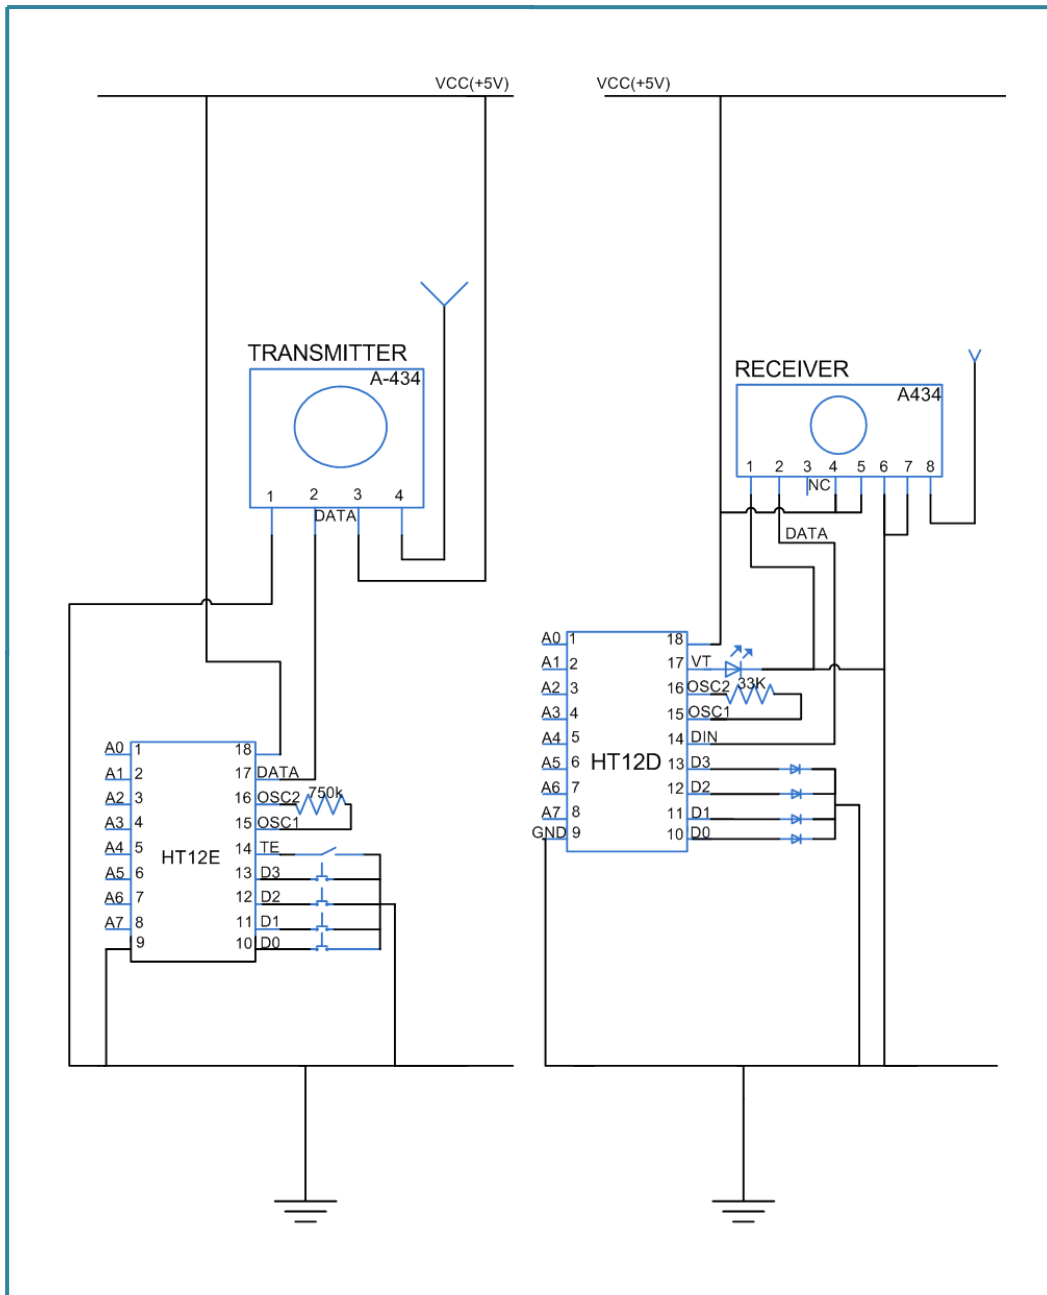 VCC(+5V)
VCC(+5V)
TRANSMITTER
A-434
1 2 3 4
DATA
RECEIVER
A434
1 2 3 4 5 6 7 8
NC
DATA
A0 1 18
A1 2 17 DATA
A2 3 16 OSC2 750k
A3 4 15 OSC1
A4 5 14 TE
HT12E
A5 6 13 D3
A6 7 12 D2
A7 8 11 D1
9 10 D0
A0 1 18
A1 2 17 VT
A2 3 16 OSC2 33K
A3 4 15 OSC1
A4 5 14 DIN
HT12D
A5 6 13 D3
A6 7 12 D2
A7 8 11 D1
GND 9 10 D0